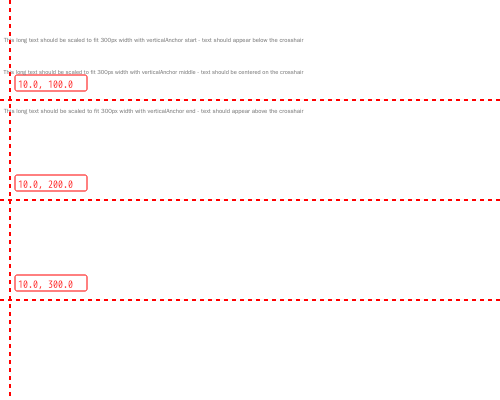 This long text should be scaled to fit 300px width with verticalAnchor start - text should appear below the crosshair
This long text should be scaled to fit 300px width with verticalAnchor middle - text should be centered on the crosshair
10.0, 100.0
This long text should be scaled to fit 300px width with verticalAnchor end - text should appear above the crosshair
10.0, 200.0
10.0, 300.0